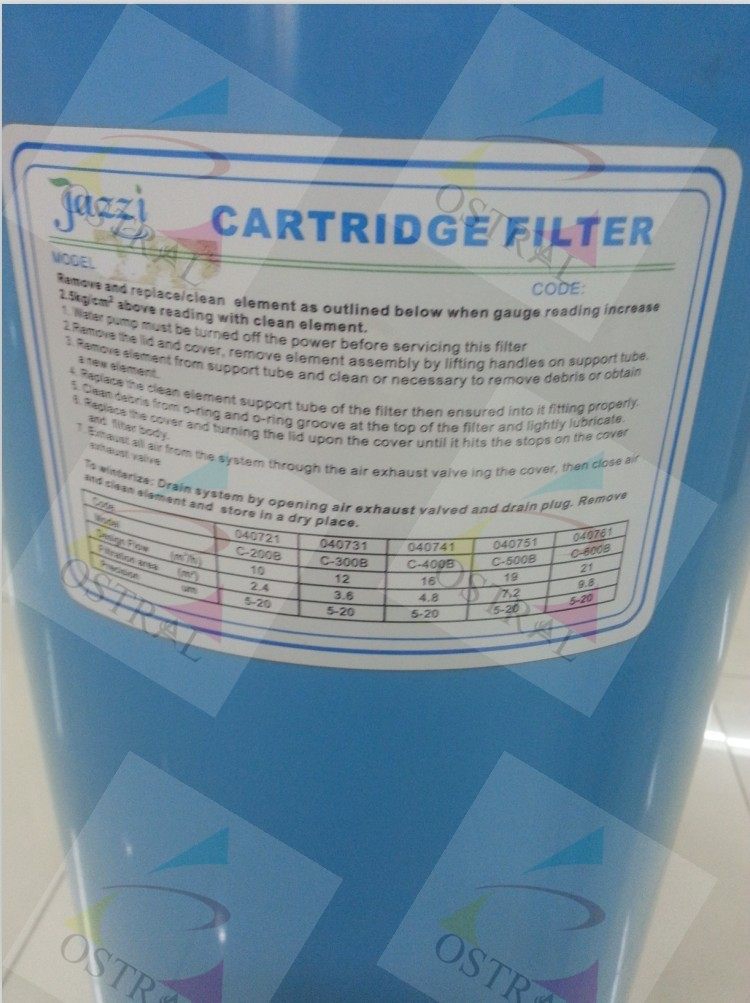 Jazzi
CARTRIDGE FILTER
MODEL
CODE:
Remove and replace/clean element as outlined below when gauge reading increase
2.5kg/cm² above reading with clean element.
1. Water pump must be turned off the power before servicing this filter
2.Remove the lid and cover, remove element assembly by lifting handles on support tube.
3. Remove element from support tube and clean or necessary to remove debris or obtain
a new element.
4. Replace the clean element support tube of the filter then ensured into it fitting properly.
5. Clean debris from o-ring and o-ring groove at the top of the filter and lightly lubricate.
6. Replace the cover and turning the lid upon the cover until it hits the stops on the cover
and filter body.
7. Exhaust all air from the system through the air exhaust valve ing the cover, then close air
exhaust valve
To winterize: Drain system by opening air exhaust valved and drain plug. Remove
and clean element and store in a dry place.
Code 040721 040731 040741 040751 040761
Model C-200B C-300B C-400B C-500B C-600B
Design Flow (m³/h) 10 12 16 19 21
Filtration area (m²) 2.4 3.6 4.8 7.2 9.8
Precision um 5-20 5-20 5-20 5-20 5-20
OSTRAL
OSTRAL
OSTRAL
OSTRAL
OSTRAL
OSTRAL